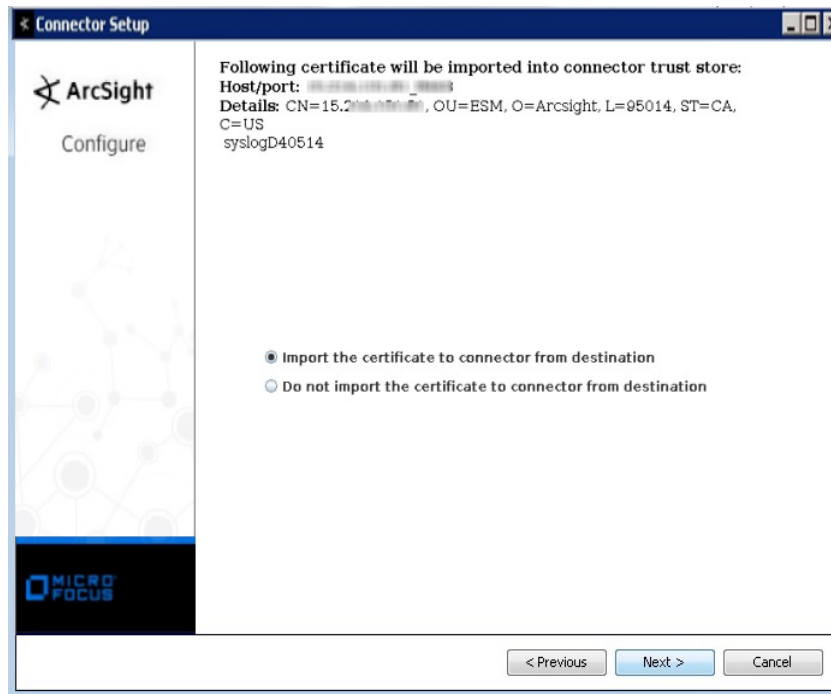 Connector Setup
ArcSight
Configure
Following certificate will be imported into connector trust store:
Host/port:
Details: CN=15.2 , OU=ESM, O=Arcsight, L=95014, ST=CA,
C=US
syslogD40514
Import the certificate to connector from destination
Do not import the certificate to connector from destination
MICRO
FOCUS
< Previous
Next >
Cancel